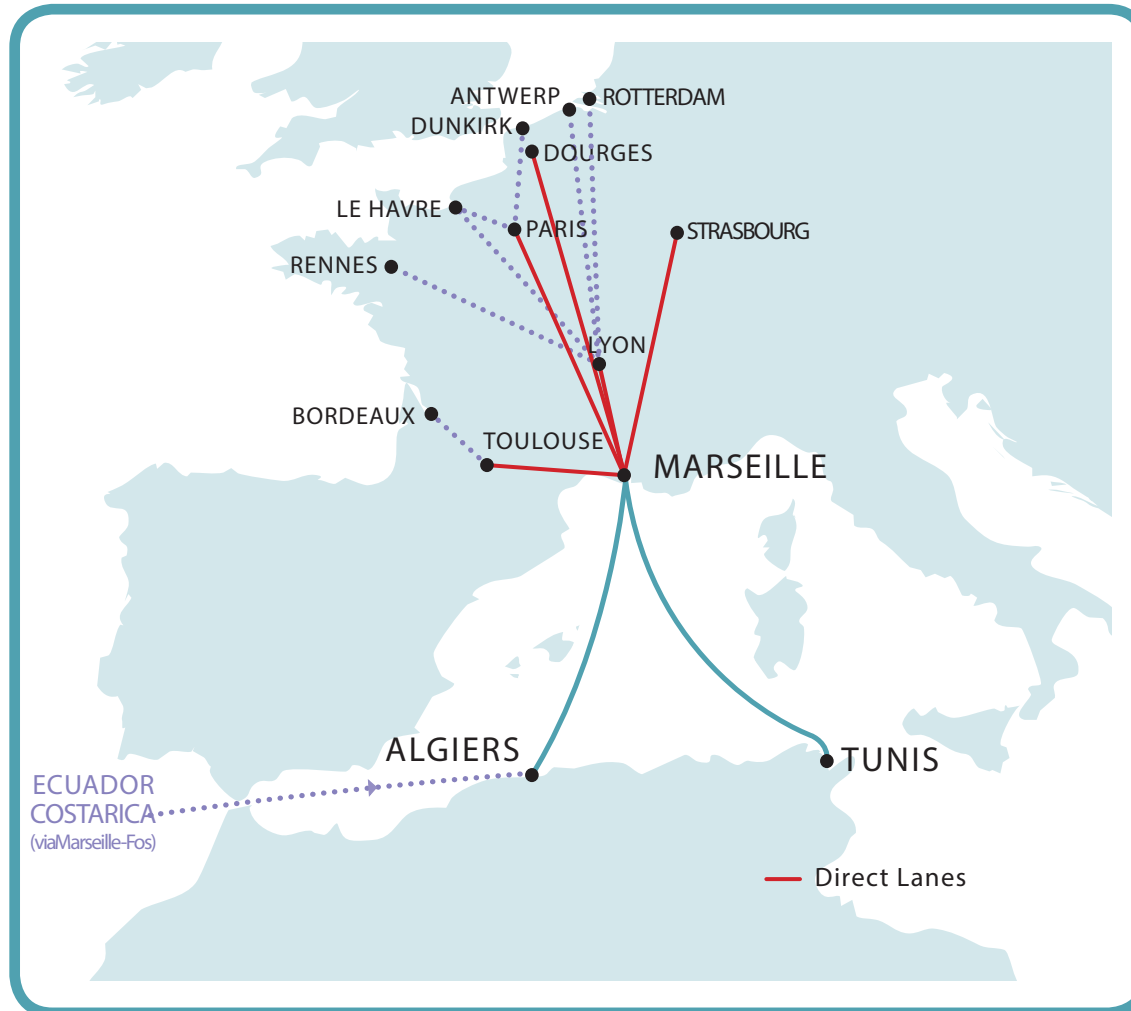 ANTWERP
ROTTERDAM
DUNKIRK
DOURGES
LE HAVRE
PARIS
STRASBOURG
RENNES
LYON
BORDEAUX
TOULOUSE
MARSEILLE
ALGIERS
TUNIS
ECUADOR
COSTARICA
(viaMarseille-Fos)
Direct Lanes